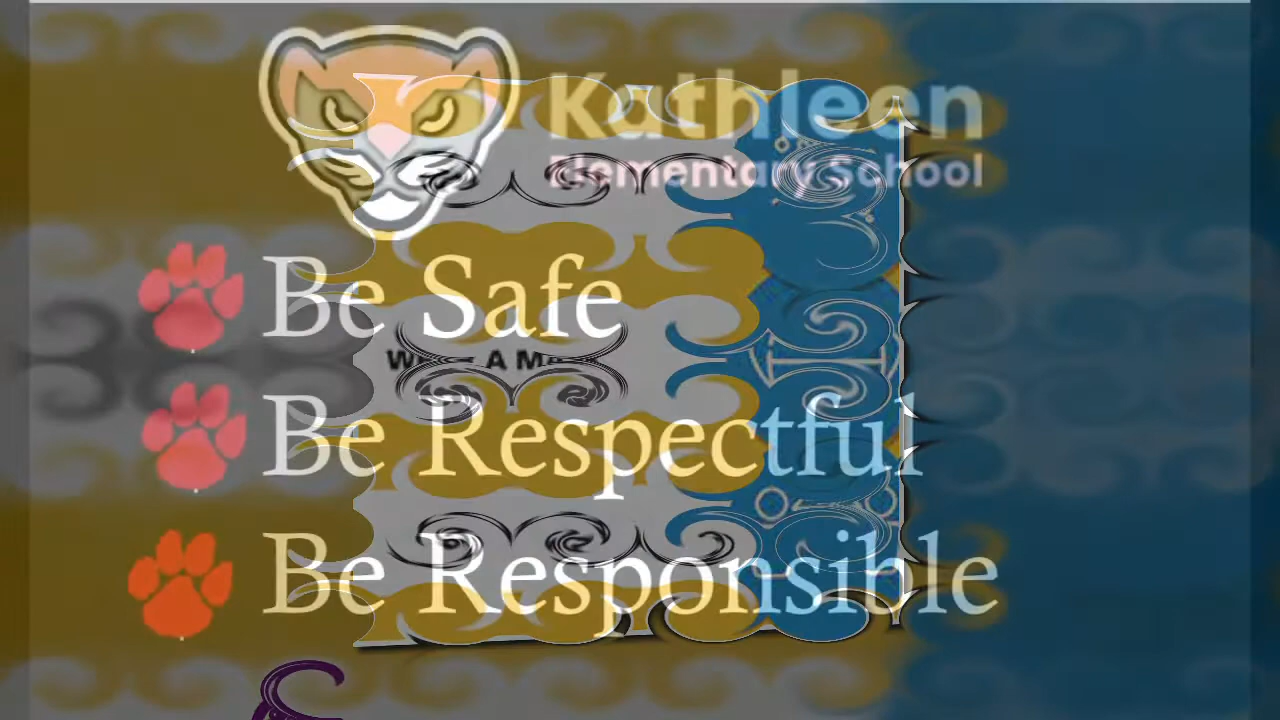 Kathleen
Elementary School
Be Safe
A
Be Respectful
Be Responsible